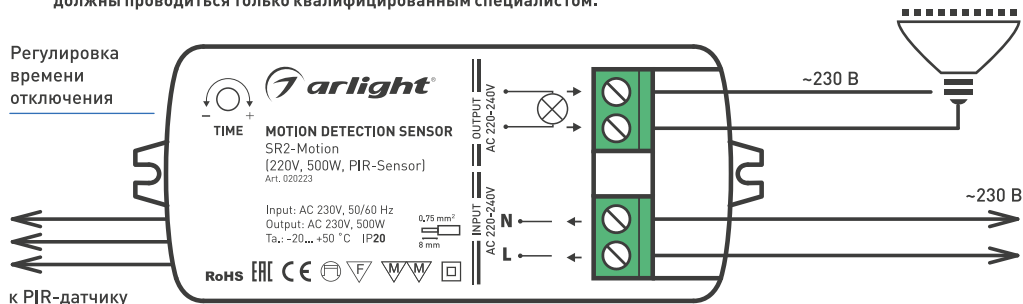 должны проводиться только квалифицированным специалистом.
Регулировка
времени
отключения
- +
TIME
arlight®
MOTION DETECTION SENSOR
SR2-Motion
(220V, 500W, PIR-Sensor)
Art. 020223
Input: AC 230V, 50/60 Hz
Output: AC 230V, 500W
Ta.: -20... +50 °C IP20
0,75 mm²
8 mm
RoHS EAC CE F M M
OUTPUT
AC 220-240V
INPUT
AC 220-240V
N
L
~230 В
~230 В
к PIR-датчику